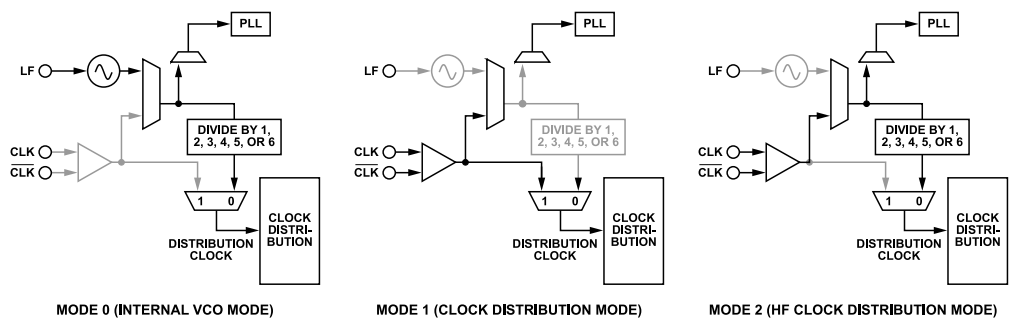 PLL
LF
CLK
CLK
DIVIDE BY 1,
2, 3, 4, 5, OR 6
1 0
DISTRIBUTION
CLOCK
CLOCK
DISTRI-
BUTION
MODE 0 (INTERNAL VCO MODE)
PLL
LF
CLK
CLK
DIVIDE BY 1,
2, 3, 4, 5, OR 6
1 0
DISTRIBUTION
CLOCK
CLOCK
DISTRI-
BUTION
MODE 1 (CLOCK DISTRIBUTION MODE)
PLL
LF
CLK
CLK
DIVIDE BY 1,
2, 3, 4, 5, OR 6
1 0
DISTRIBUTION
CLOCK
CLOCK
DISTRI-
BUTION
MODE 2 (HF CLOCK DISTRIBUTION MODE)